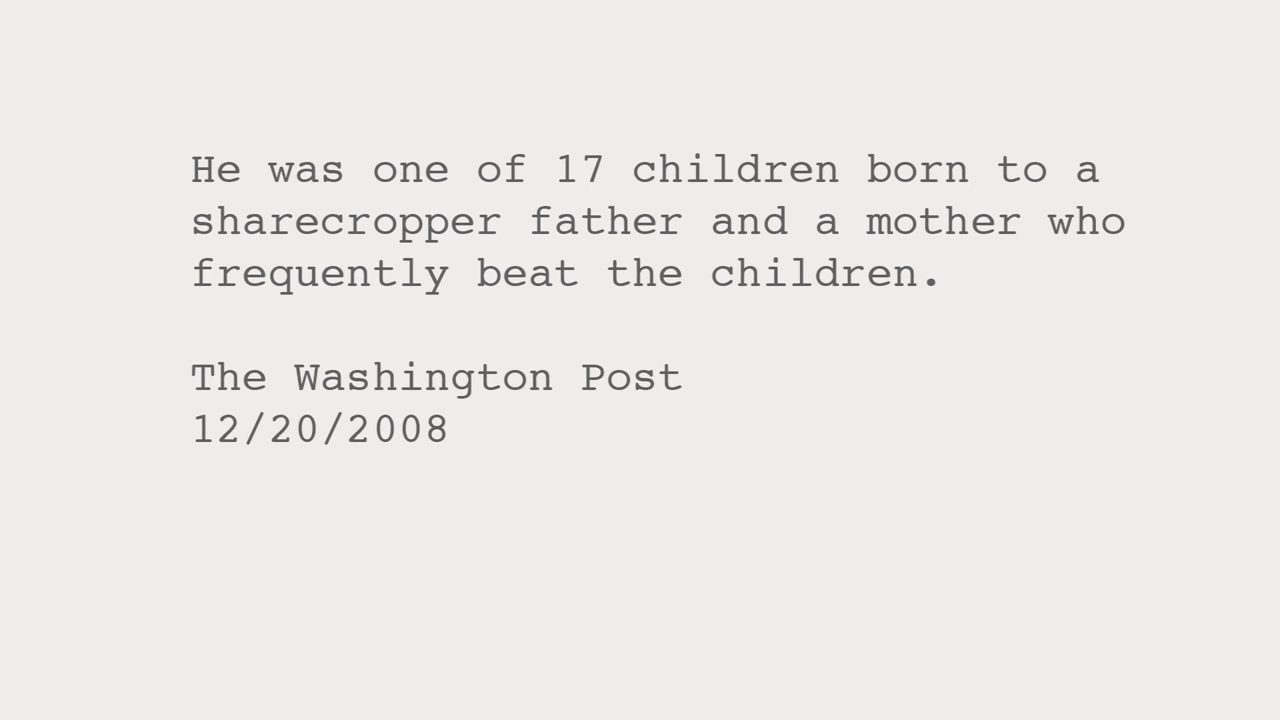 He was one of 17 children born to a
sharecropper father and a mother who
frequently beat the children.
The Washington Post
12/20/2008